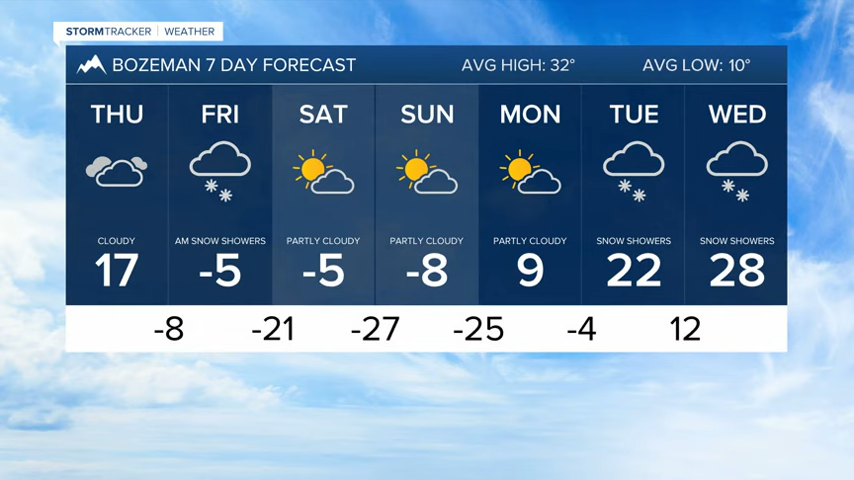 STORMTRACKER | WEATHER
BOZEMAN 7 DAY FORECAST AVG HIGH: 32° AVG LOW: 10°
THU FRI SAT SUN MON TUE WED
CLOUDY AM SNOW SHOWERS PARTLY CLOUDY PARTLY CLOUDY PARTLY CLOUDY SNOW SHOWERS SNOW SHOWERS
17 -5 -5 -8 9 22 28
-8 -21 -27 -25 -4 12